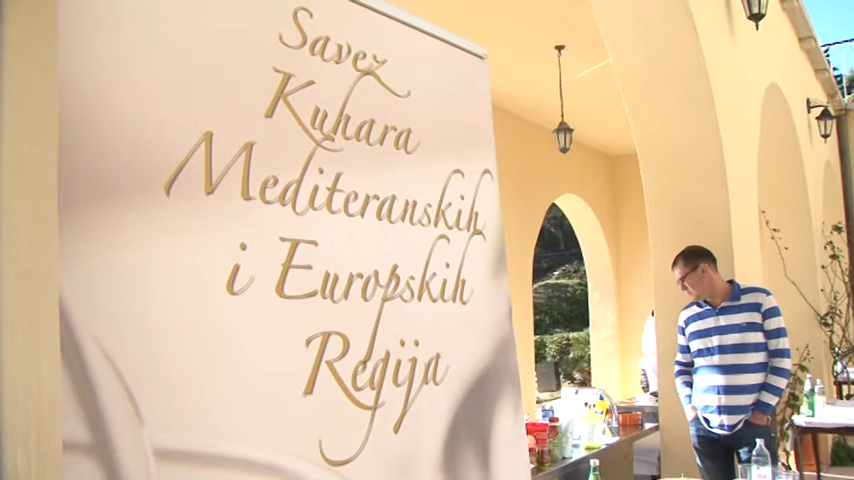 Savez
Kuhara
Mediteranskih
i Europskih
Regija